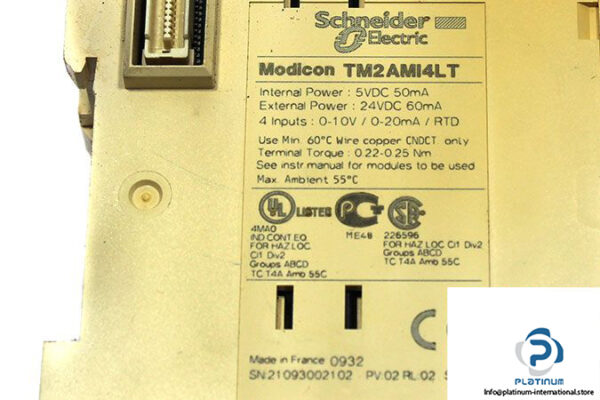 Schneider
Electric
Modicon TM2AMI4LT
Internal Power : 5VDC 50mA
External Power : 24VDC 60mA
4 Inputs : 0-10V / 0-20mA / RTD
Use Min. 60°C Wire copper CNDCT only
Terminal Torque : 0.22-0.25 Nm
See instr.manual for modules to be used
Max. Ambient 55°C
UL LISTED
4MA0
IND.CONT.EQ
FOR HAZ LOC
Cl1 Div2
Groups ABCD
TC T4A Amb 55C
ME48
226596
FOR HAZ LOC Cl1 Div2
Groups ABCD
TC T4A Amb 55C
Made in France 0932
SN:21093002102 PV:02 RL:02
PLATINUM
Info@platinum-international.store